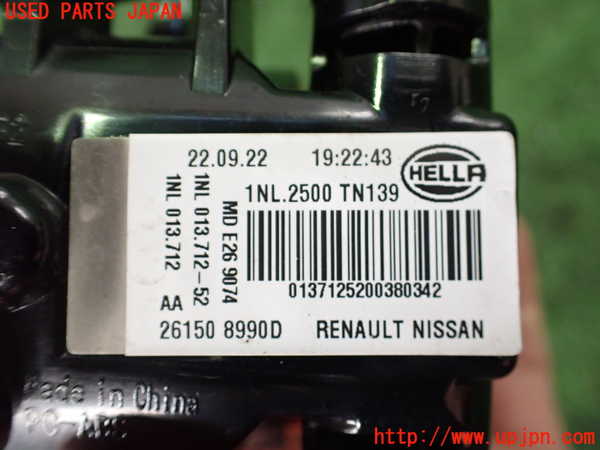 USED PARTS JAPAN
22.09.22 19:22:43
HELLA
1NL.2500 TN139
MD E26 9074
1NL 013.712-52
1NL 013.712
AA
0137125200380342
26150 8990D RENAULT NISSAN
Made in China
http://www.upjpn.com